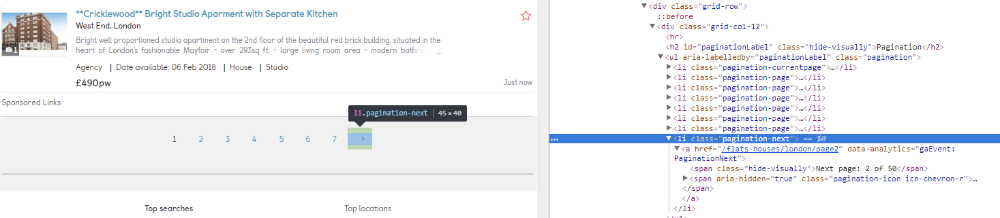 **Cricklewood** Bright Studio Aparment with Separate Kitchen
West End, London
Bright well proportioned studio apartment on the 2nd floor of the beautiful red brick building, situated in the
heart of London's fashionable Mayfair - over 293sq ft. - large living room area - modern bathroo ...
1
Agency | Date available: 06 Feb 2018 | House | Studio
£490pw
Just now
Sponsored Links
li.pagination-next | 45 × 40
1 2 3 4 5 6 7 ›
Top searches Top locations
▼<div class="grid-row">
::before
▼<div class="grid-col-12">
<hr>
<h2 id="paginationLabel" class="hide-visually">Pagination</h2>
▼<ul aria-labelledby="paginationLabel" class="pagination">
▶<li class="pagination-currentpage">…</li>
▶<li class="pagination-page">…</li>
▶<li class="pagination-page">…</li>
▶<li class="pagination-page">…</li>
▶<li class="pagination-page">…</li>
▶<li class="pagination-page">…</li>
▶<li class="pagination-page">…</li>
… ▼<li class="pagination-next"> == $0
▼<a href="/flats-houses/london/page2" data-analytics="gaEvent:
PaginationNext">
<span class="hide-visually">Next page: 2 of 50</span>
▶<span aria-hidden="true" class="pagination-icon icn-chevron-r">…
</span>
</a>
</li>
</ul>